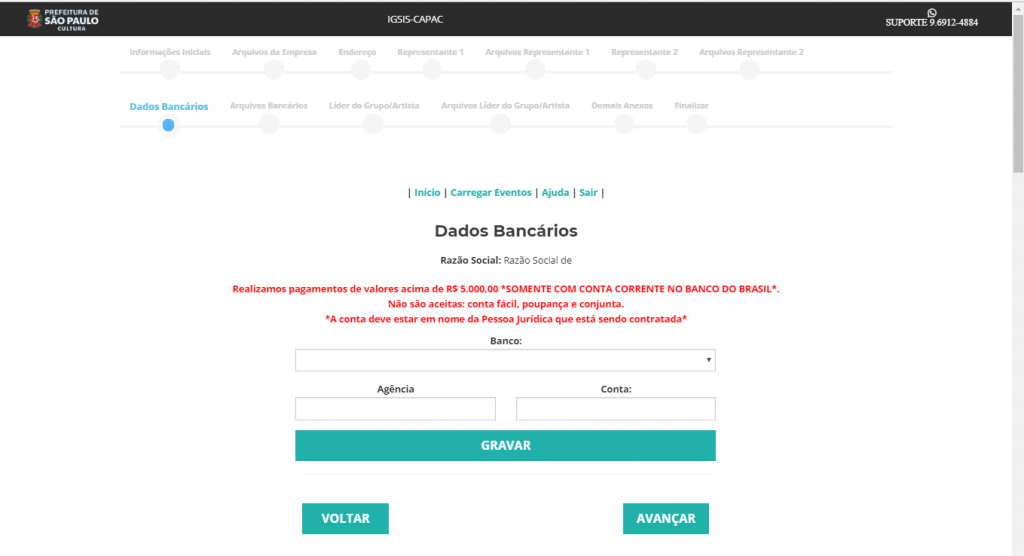 PREFEITURA DE
SÃO PAULO
CULTURA
IGSIS-CAPAC
SUPORTE 9.6912-4884
Informações Iniciais Arquivos da Empresa Endereço Representante 1 Arquivos Representante 1 Representante 2 Arquivos Representante 2
Dados Bancários Arquivos Bancários Líder do Grupo/Artista Arquivos Líder do Grupo/Artista Demais Anexos Finalizar
| Início | Carregar Eventos | Ajuda | Sair |
Dados Bancários
Razão Social: Razão Social de
Realizamos pagamentos de valores acima de R$ 5.000,00 *SOMENTE COM CONTA CORRENTE NO BANCO DO BRASIL*.
Não são aceitas: conta fácil, poupança e conjunta.
*A conta deve estar em nome da Pessoa Jurídica que está sendo contratada*
Banco:
Agência Conta:
GRAVAR
VOLTAR AVANÇAR